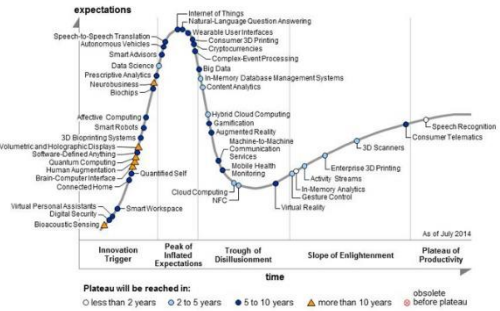 expectations
Internet of Things
Natural-Language Question Answering
Speech-to-Speech Translation
Wearable User Interfaces
Autonomous Vehicles
Consumer 3D Printing
Smart Advisors
Cryptocurrencies
Complex-Event Processing
Data Science
Big Data
Prescriptive Analytics
In-Memory Database Management Systems
Neurobusiness
Content Analytics
Biochips
Hybrid Cloud Computing
Affective Computing
Gamification
Speech Recognition
Smart Robots
Augmented Reality
Consumer Telematics
3D Bioprinting Systems
Machine-to-Machine
Communication
Services
3D Scanners
Volumetric and Holographic Displays
Software-Defined Anything
Quantum Computing
Mobile Health
Monitoring
Enterprise 3D Printing
Human Augmentation
Quantified Self
Activity Streams
Brain-Computer Interface
Connected Home
Cloud Computing
In-Memory Analytics
NFC
Gesture Control
Virtual Personal Assistants
Smart Workspace
Virtual Reality
Digital Security
Bioacoustic Sensing
As of July 2014
Innovation
Trigger
Peak of
Inflated
Expectations
Trough of
Disillusionment
Slope of Enlightenment
Plateau of
Productivity
time
Plateau will be reached in:
less than 2 years
2 to 5 years
5 to 10 years
more than 10 years
obsolete
before plateau